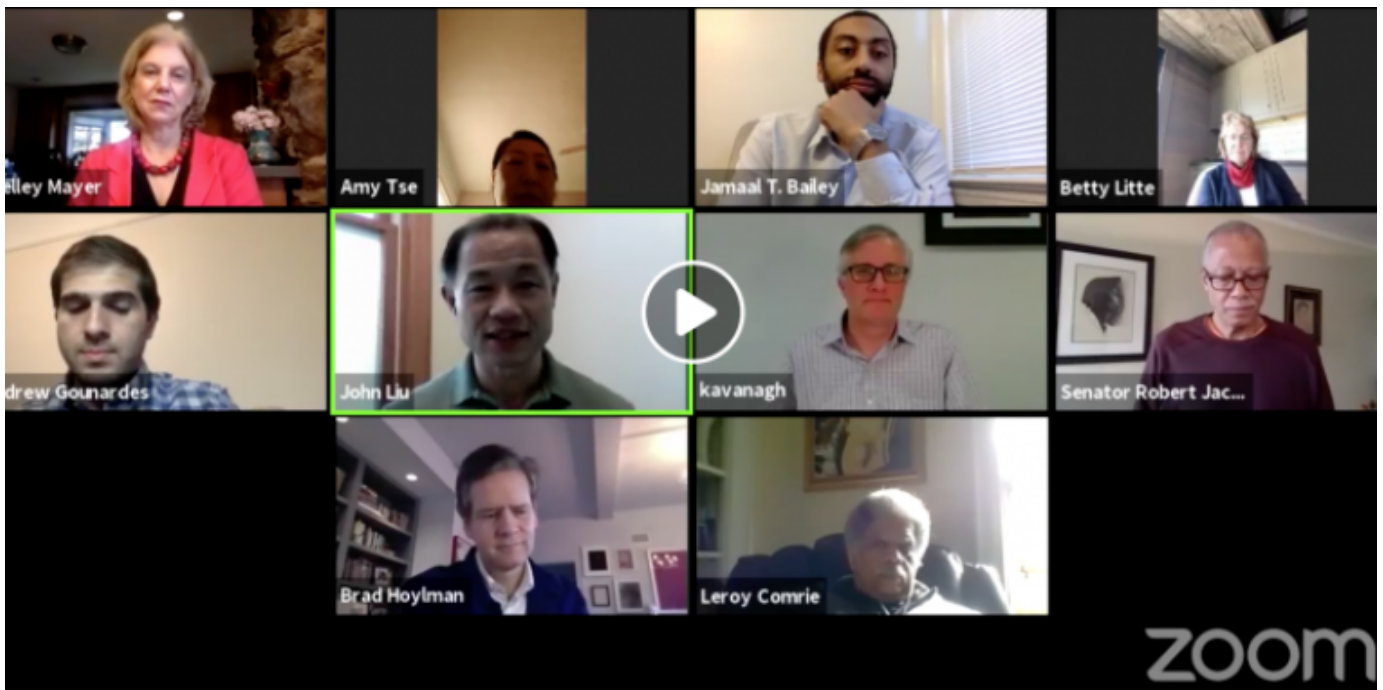 elley Mayer
Amy Tse
Jamaal T. Bailey
Betty Litte
drew Gounardes
John Liu
kavanagh
Senator Robert Jac...
Brad Hoylman
Leroy Comrie
zoom